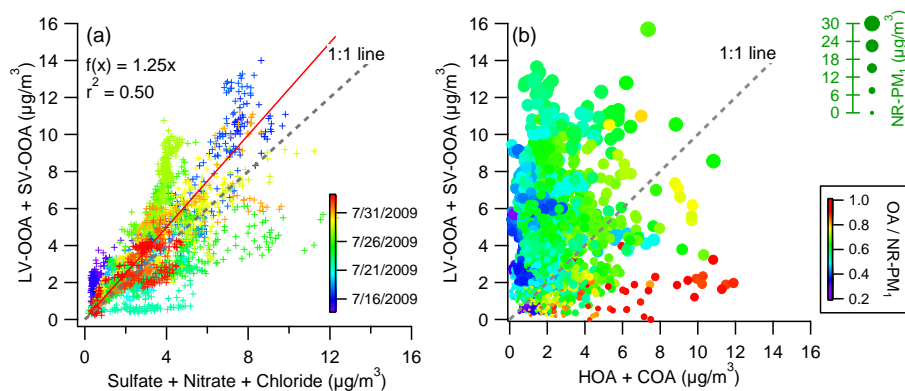 (a)
f(x) = 1.25x
r² = 0.50
1:1 line
LV-OOA + SV-OOA (µg/m³)
16
14
12
10
8
6
4
2
0
0 4 8 12 16
Sulfate + Nitrate + Chloride (µg/m³)
7/31/2009
7/26/2009
7/21/2009
7/16/2009
(b)
1:1 line
LV-OOA + SV-OOA (µg/m³)
16
14
12
10
8
6
4
2
0
0 2 4 6 8 10 12 14 16
HOA + COA (µg/m³)
30
24
18
12
6
0
NR-PM₁ (µg/m³)
1.0
0.8
0.6
0.4
0.2
OA / NR-PM₁